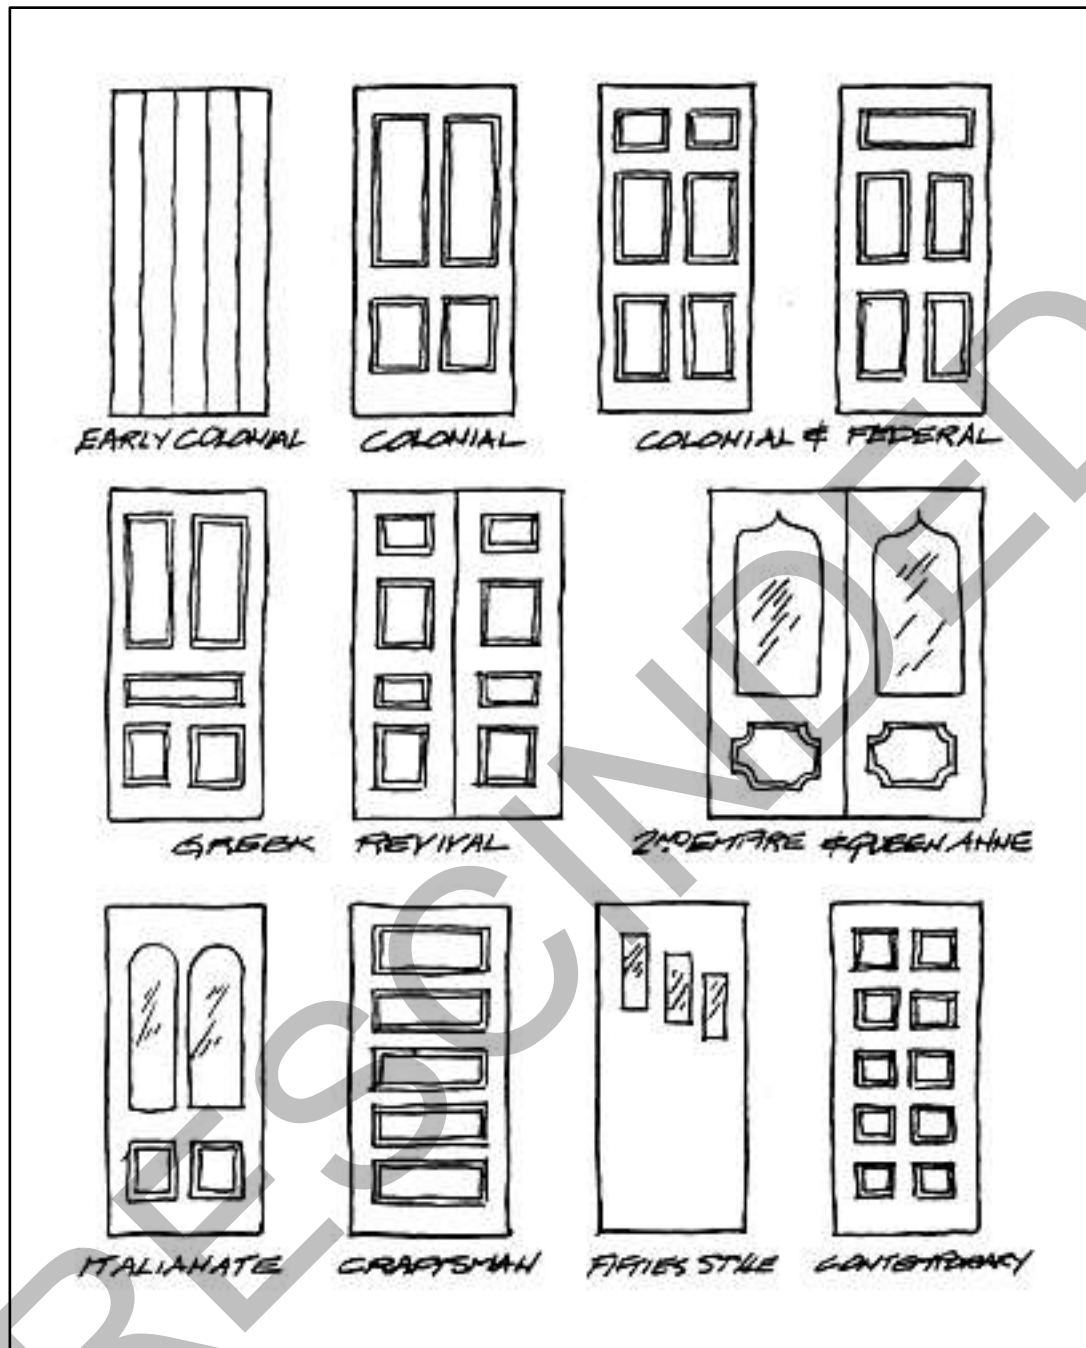 EARLY COLONIAL COLONIAL COLONIAL & FEDERAL
GREEK REVIVAL 2ND EMPIRE & QUEEN ANNE
ITALIANATE CRAFTSMAN FIFTIES STYLE CONTEMPORARY
RESCINDED